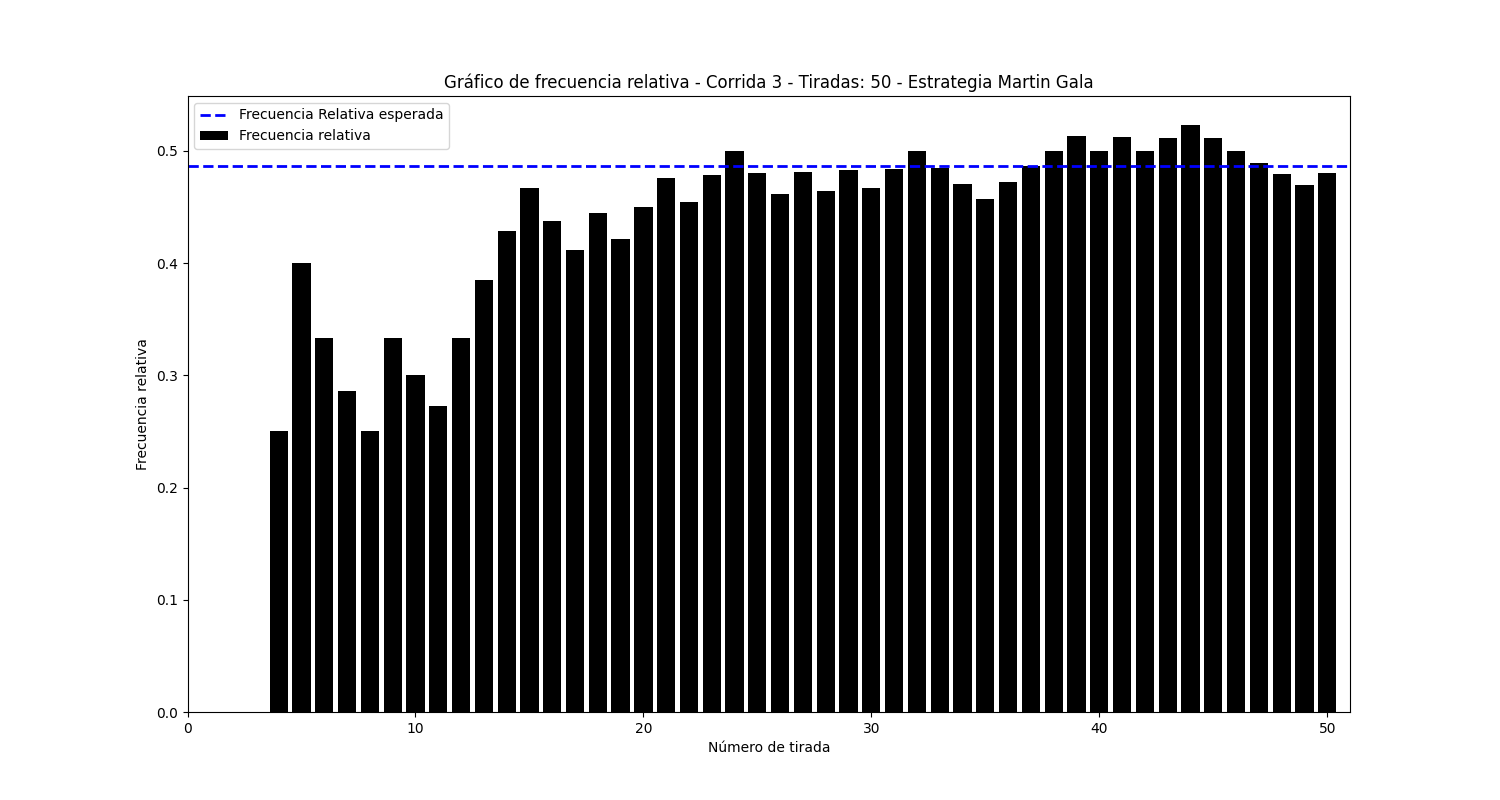 Gráfico de frecuencia relativa - Corrida 3 - Tiradas: 50 - Estrategia Martin Gala
Frecuencia Relativa esperada
Frecuencia relativa
Frecuencia relativa
0.5
0.4
0.3
0.2
0.1
0.0
0 10 20 30 40 50
Número de tirada